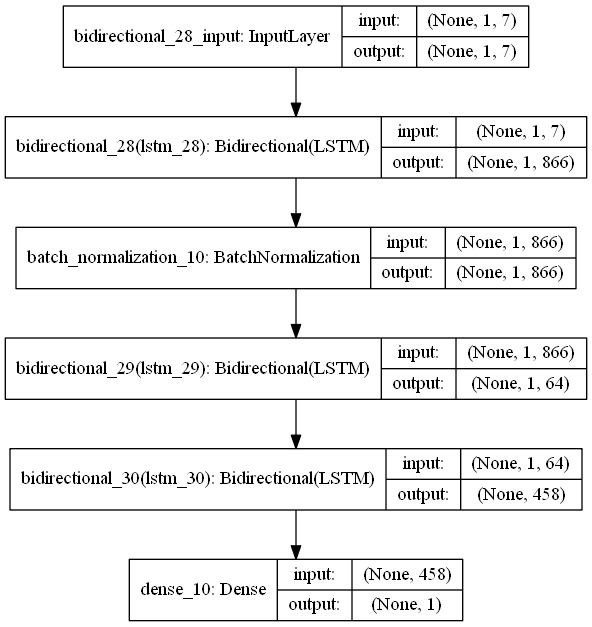 bidirectional_28_input: InputLayer
input: (None, 1, 7)
output: (None, 1, 7)
bidirectional_28(lstm_28): Bidirectional(LSTM)
input: (None, 1, 7)
output: (None, 1, 866)
batch_normalization_10: BatchNormalization
input: (None, 1, 866)
output: (None, 1, 866)
bidirectional_29(lstm_29): Bidirectional(LSTM)
input: (None, 1, 866)
output: (None, 1, 64)
bidirectional_30(lstm_30): Bidirectional(LSTM)
input: (None, 1, 64)
output: (None, 458)
dense_10: Dense
input: (None, 458)
output: (None, 1)